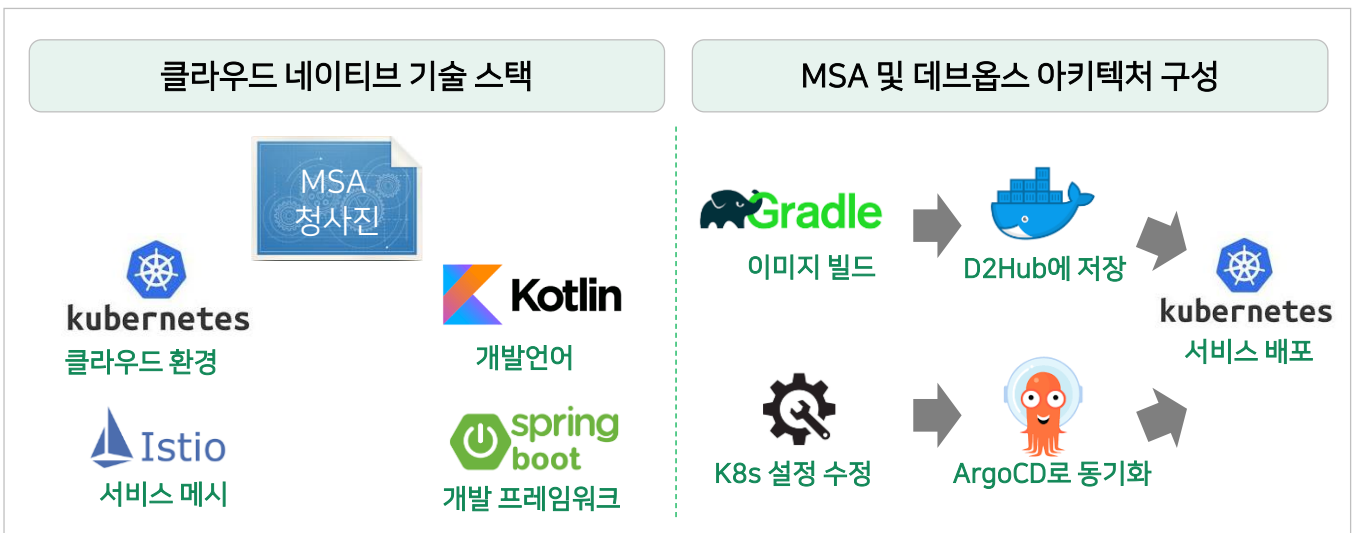 클라우드 네이티브 기술 스택
MSA
청사진
kubernetes
클라우드 환경
Kotlin
개발언어
Istio
서비스 메시
spring
boot
개발 프레임워크
MSA 및 데브옵스 아키텍처 구성
Gradle
이미지 빌드
D2Hub에 저장
kubernetes
서비스 배포
K8s 설정 수정
ArgoCD로 동기화